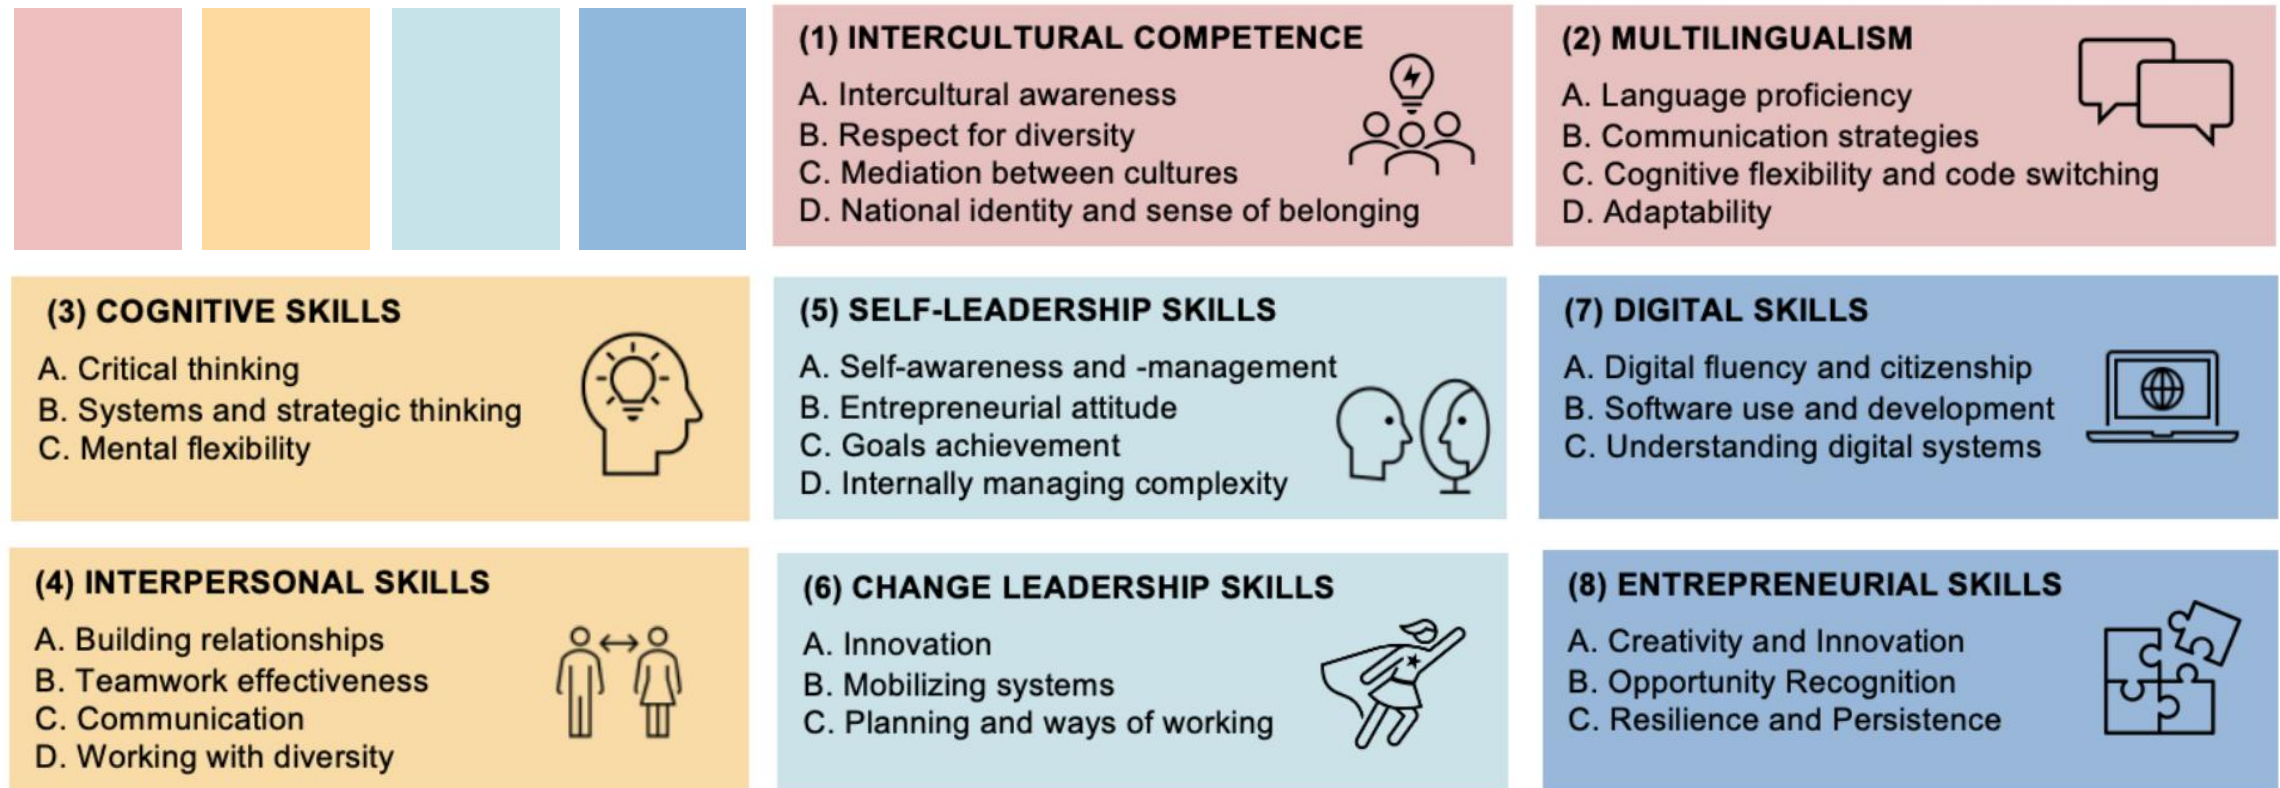 (1) INTERCULTURAL COMPETENCE
A. Intercultural awareness
B. Respect for diversity
C. Mediation between cultures
D. National identity and sense of belonging
(2) MULTILINGUALISM
A. Language proficiency
B. Communication strategies
C. Cognitive flexibility and code switching
D. Adaptability
(3) COGNITIVE SKILLS
A. Critical thinking
B. Systems and strategic thinking
C. Mental flexibility
(5) SELF-LEADERSHIP SKILLS
A. Self-awareness and -management
B. Entrepreneurial attitude
C. Goals achievement
D. Internally managing complexity
(7) DIGITAL SKILLS
A. Digital fluency and citizenship
B. Software use and development
C. Understanding digital systems
(4) INTERPERSONAL SKILLS
A. Building relationships
B. Teamwork effectiveness
C. Communication
D. Working with diversity
(6) CHANGE LEADERSHIP SKILLS
A. Innovation
B. Mobilizing systems
C. Planning and ways of working
(8) ENTREPRENEURIAL SKILLS
A. Creativity and Innovation
B. Opportunity Recognition
C. Resilience and Persistence